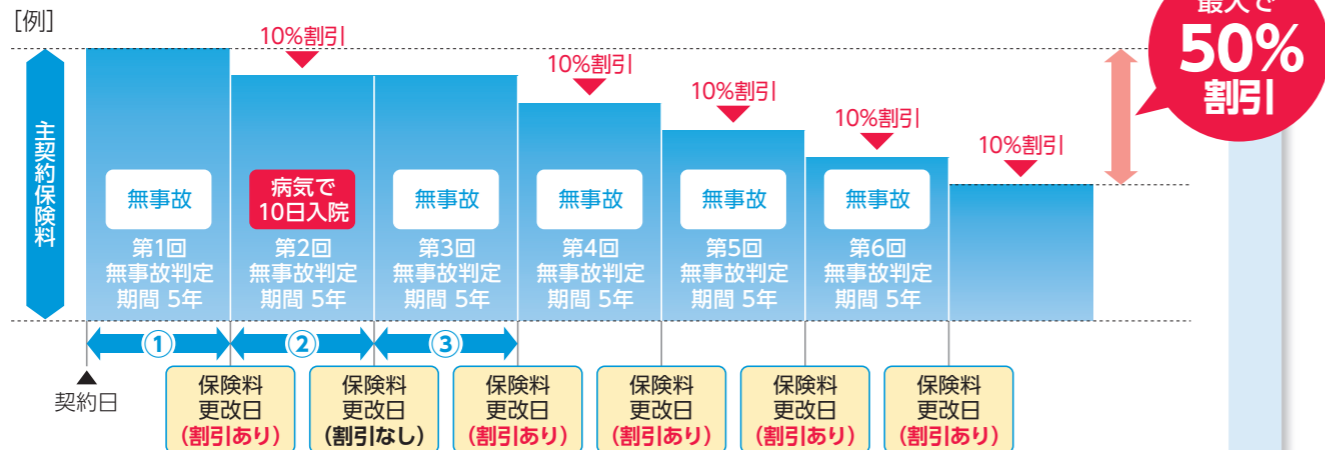 [例]
最大で
50%
割引
10%割引
10%割引
10%割引
10%割引
10%割引
主契約保険料
無事故
第1回
無事故判定
期間 5年
病気で
10日入院
第2回
無事故判定
期間 5年
無事故
第3回
無事故判定
期間 5年
無事故
第4回
無事故判定
期間 5年
無事故
第5回
無事故判定
期間 5年
無事故
第6回
無事故判定
期間 5年
①
②
③
契約日
保険料
更改日
(割引あり)
保険料
更改日
(割引なし)
保険料
更改日
(割引あり)
保険料
更改日
(割引あり)
保険料
更改日
(割引あり)
保険料
更改日
(割引あり)